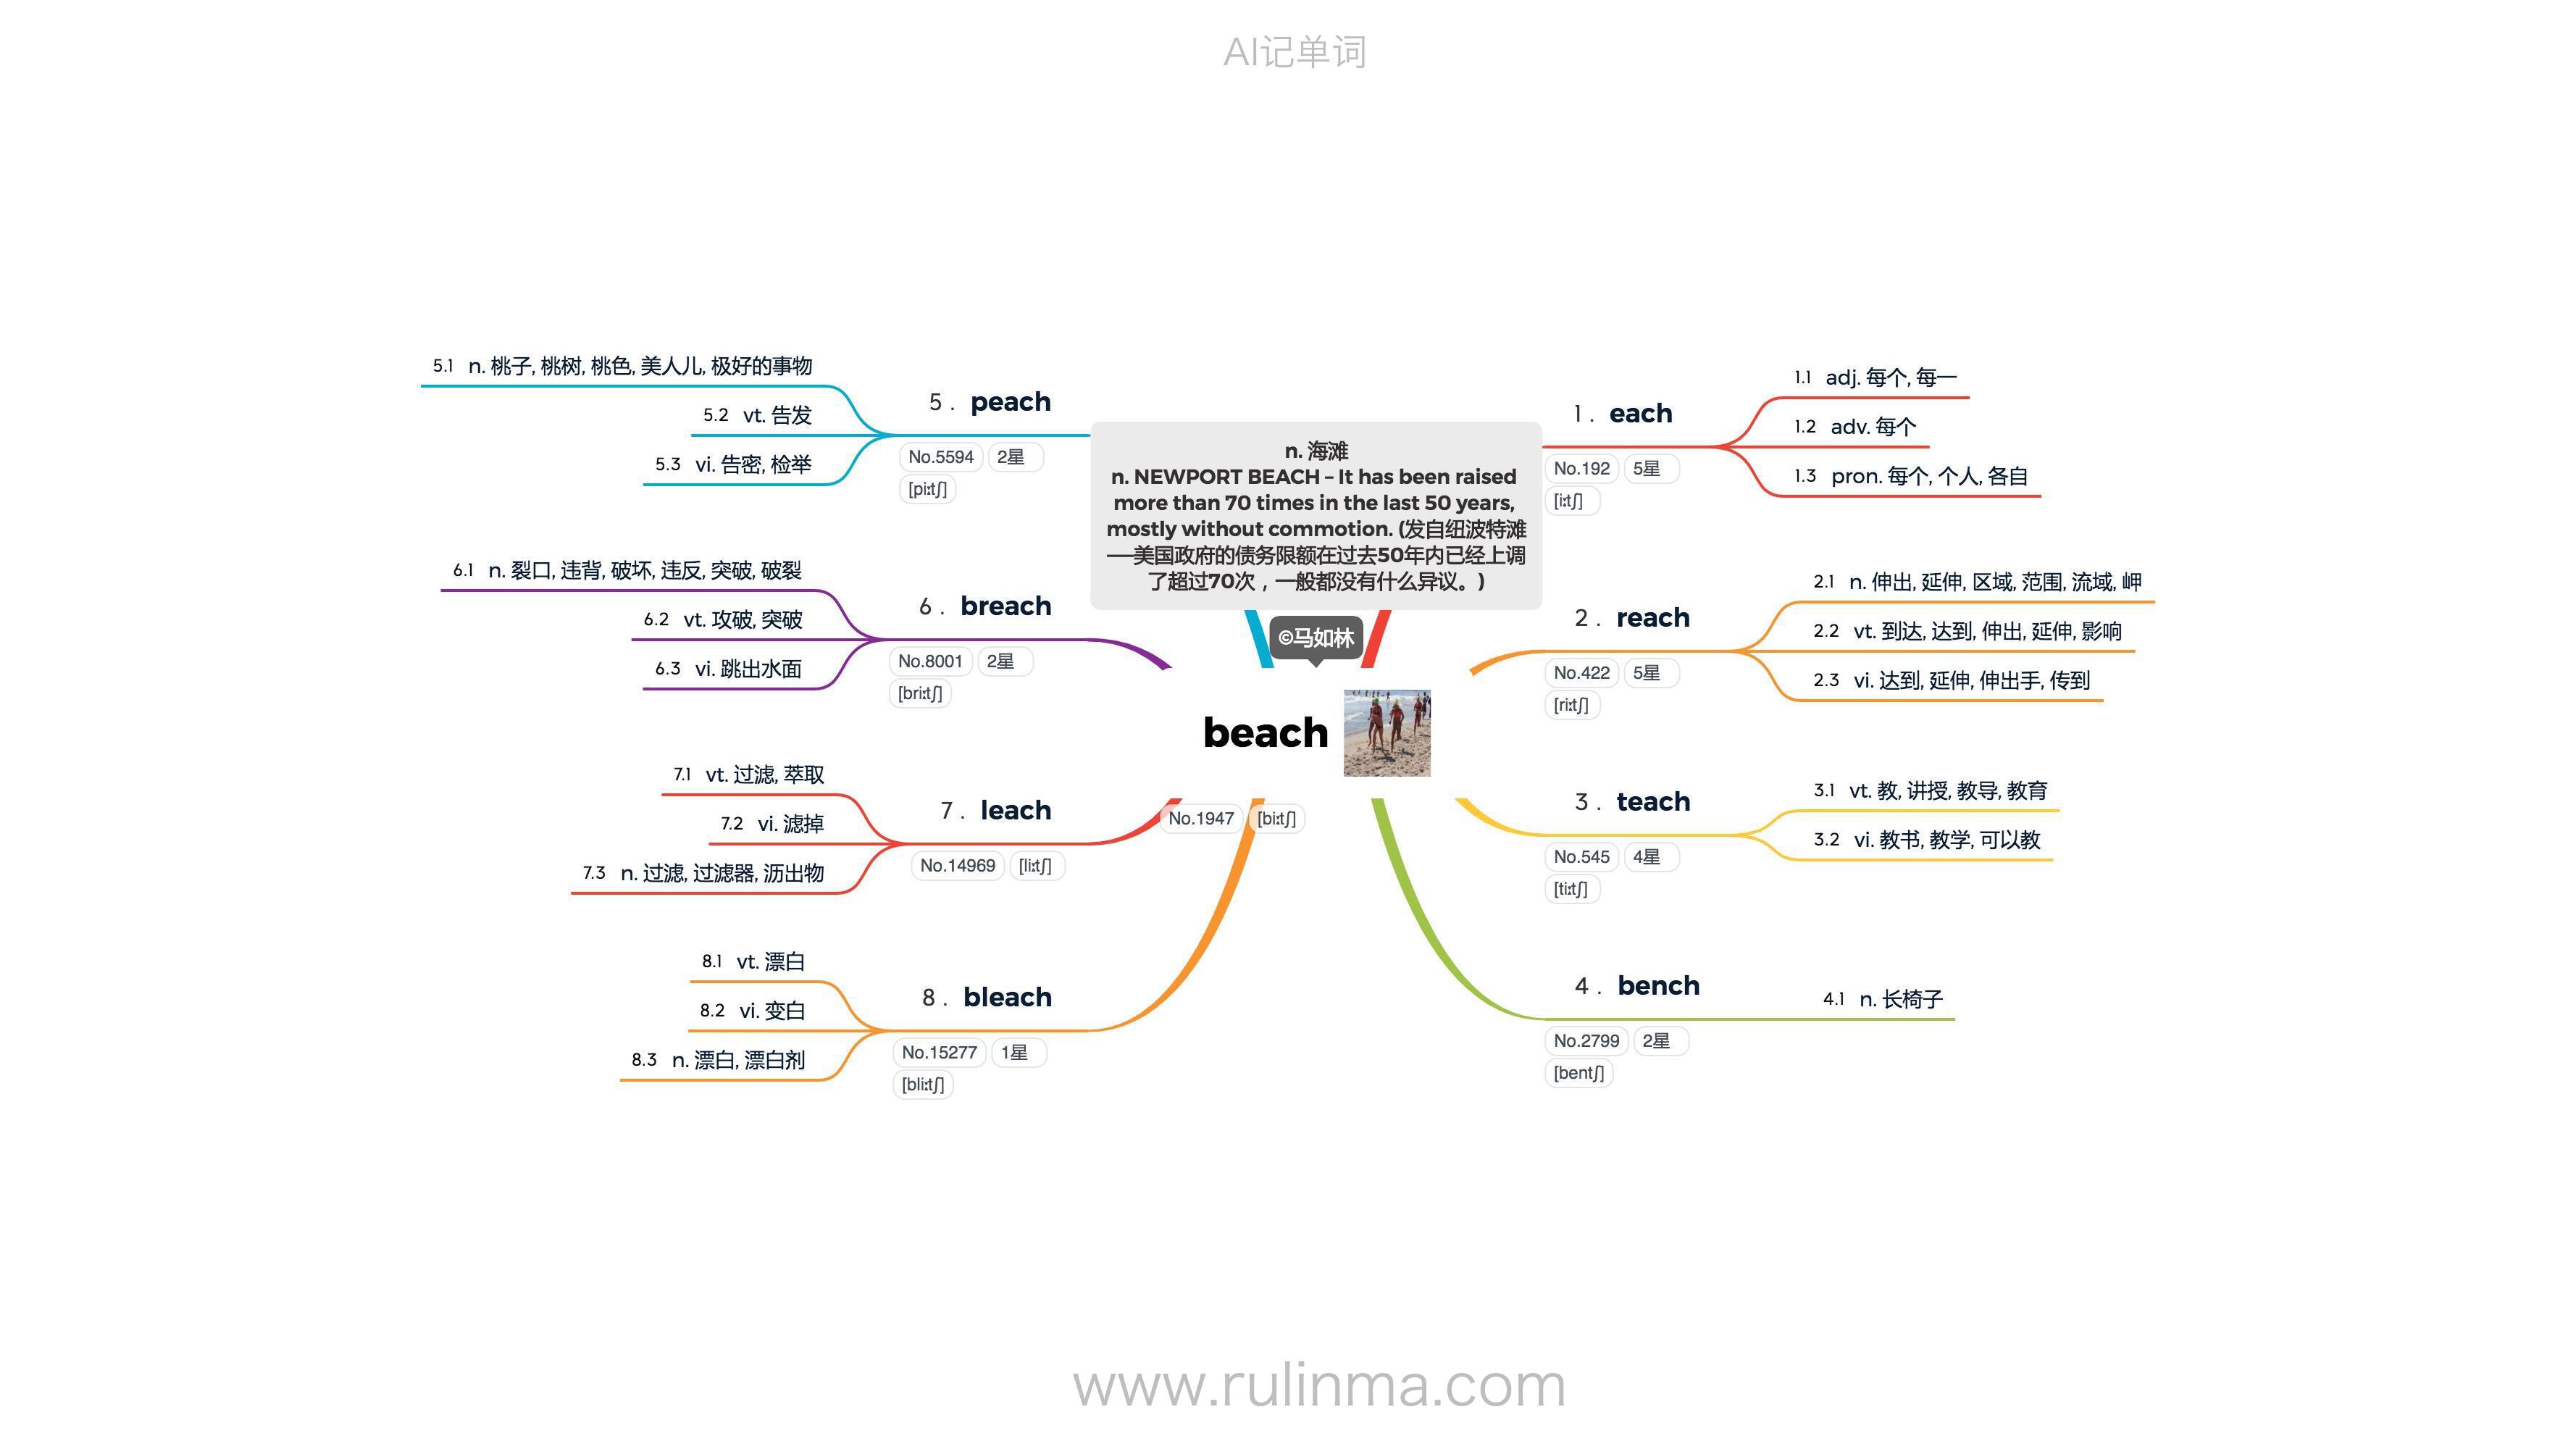 AI记单词
n. 海滩
n. NEWPORT BEACH – It has been raised
more than 70 times in the last 50 years,
mostly without commotion. (发自纽波特滩
──美国政府的债务限额在过去50年内已经上调
了超过70次，一般都没有什么异议。)
©马如林
beach
No.1947 [biːtʃ]
1 . each
No.192 5星
[iːtʃ]
1.1 adj. 每个, 每一
1.2 adv. 每个
1.3 pron. 每个, 个人, 各自
2 . reach
No.422 5星
[riːtʃ]
2.1 n. 伸出, 延伸, 区域, 范围, 流域, 岬
2.2 vt. 到达, 达到, 伸出, 延伸, 影响
2.3 vi. 达到, 延伸, 伸出手, 传到
3 . teach
No.545 4星
[tiːtʃ]
3.1 vt. 教, 讲授, 教导, 教育
3.2 vi. 教书, 教学, 可以教
4 . bench
No.2799 2星
[bentʃ]
4.1 n. 长椅子
5 . peach
No.5594 2星
[piːtʃ]
5.1 n. 桃子, 桃树, 桃色, 美人儿, 极好的事物
5.2 vt. 告发
5.3 vi. 告密, 检举
6 . breach
No.8001 2星
[briːtʃ]
6.1 n. 裂口, 违背, 破坏, 违反, 突破, 破裂
6.2 vt. 攻破, 突破
6.3 vi. 跳出水面
7 . leach
No.14969 [liːtʃ]
7.1 vt. 过滤, 萃取
7.2 vi. 滤掉
7.3 n. 过滤, 过滤器, 沥出物
8 . bleach
No.15277 1星
[bliːtʃ]
8.1 vt. 漂白
8.2 vi. 变白
8.3 n. 漂白, 漂白剂
www.rulinma.com